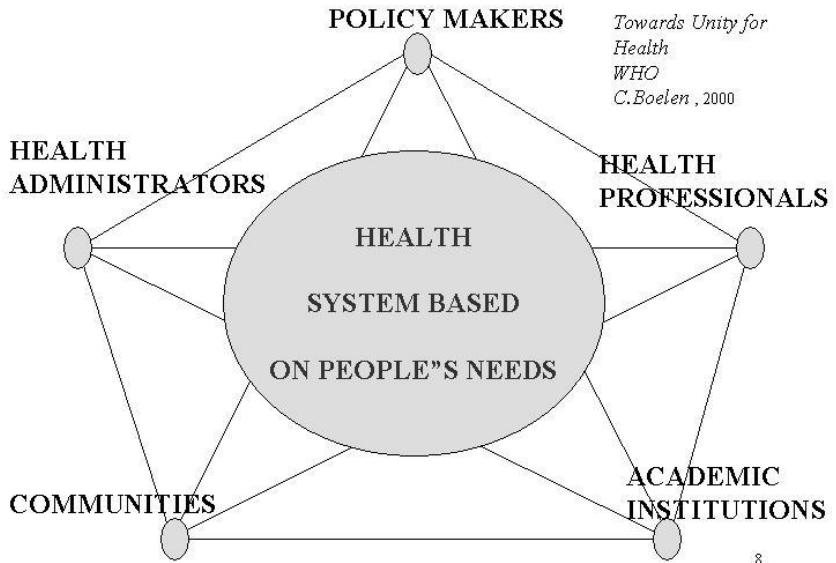 POLICY MAKERS
Towards Unity for
Health
WHO
C.Boelen , 2000
HEALTH
ADMINISTRATORS
HEALTH
PROFESSIONALS
HEALTH
SYSTEM BASED
ON PEOPLE”S NEEDS
COMMUNITIES
ACADEMIC
INSTITUTIONS
8